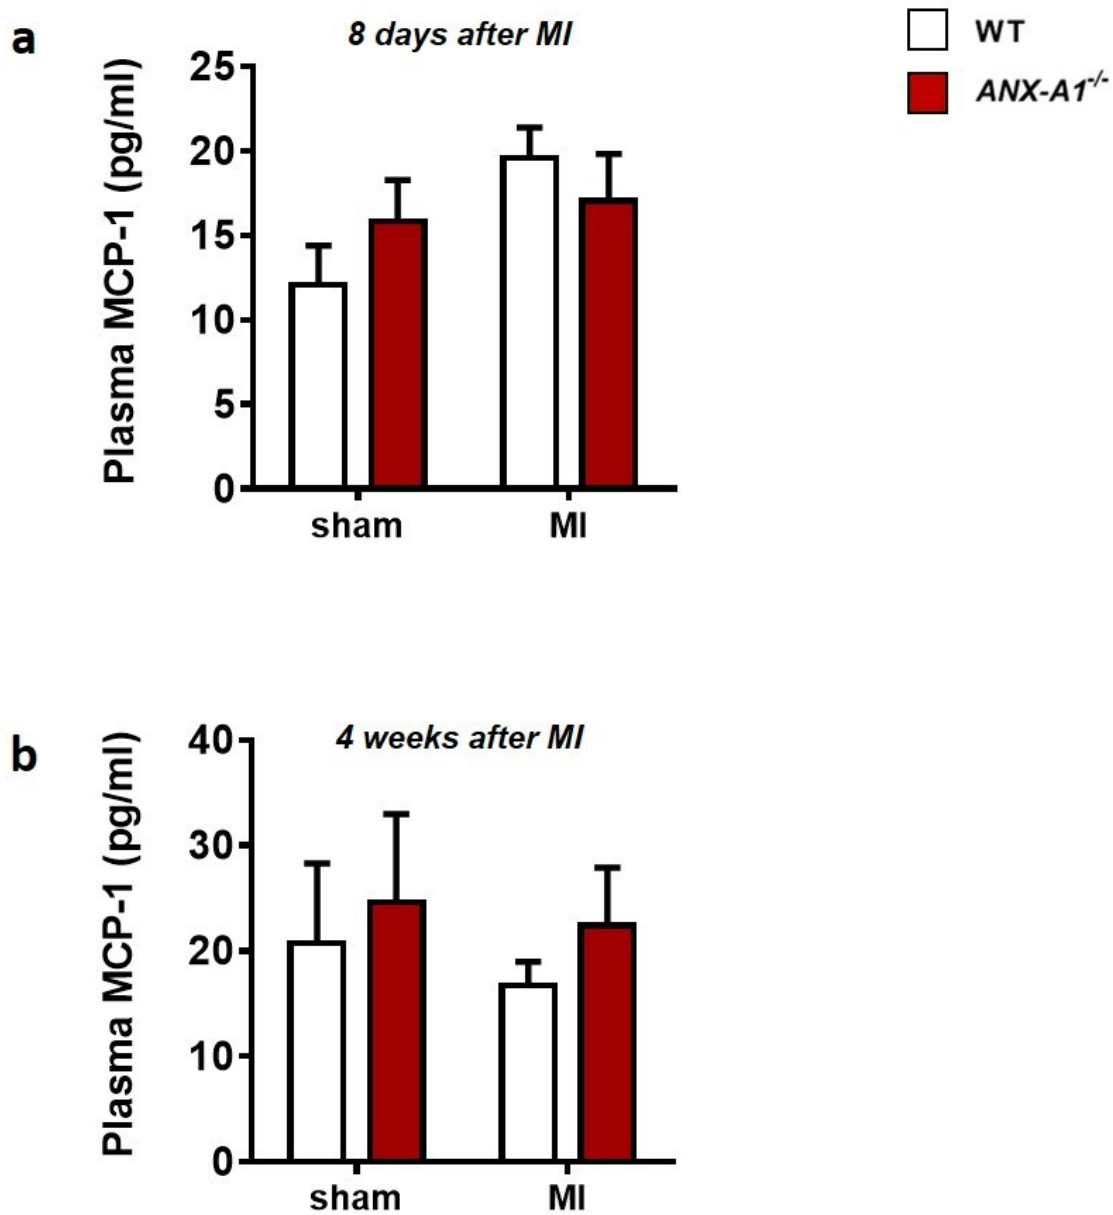 a
8 days after MI
WT
ANX-A1-/-
Plasma MCP-1 (pg/ml)
25
20
15
10
5
0
sham MI
b
4 weeks after MI
Plasma MCP-1 (pg/ml)
40
30
20
10
0
sham MI